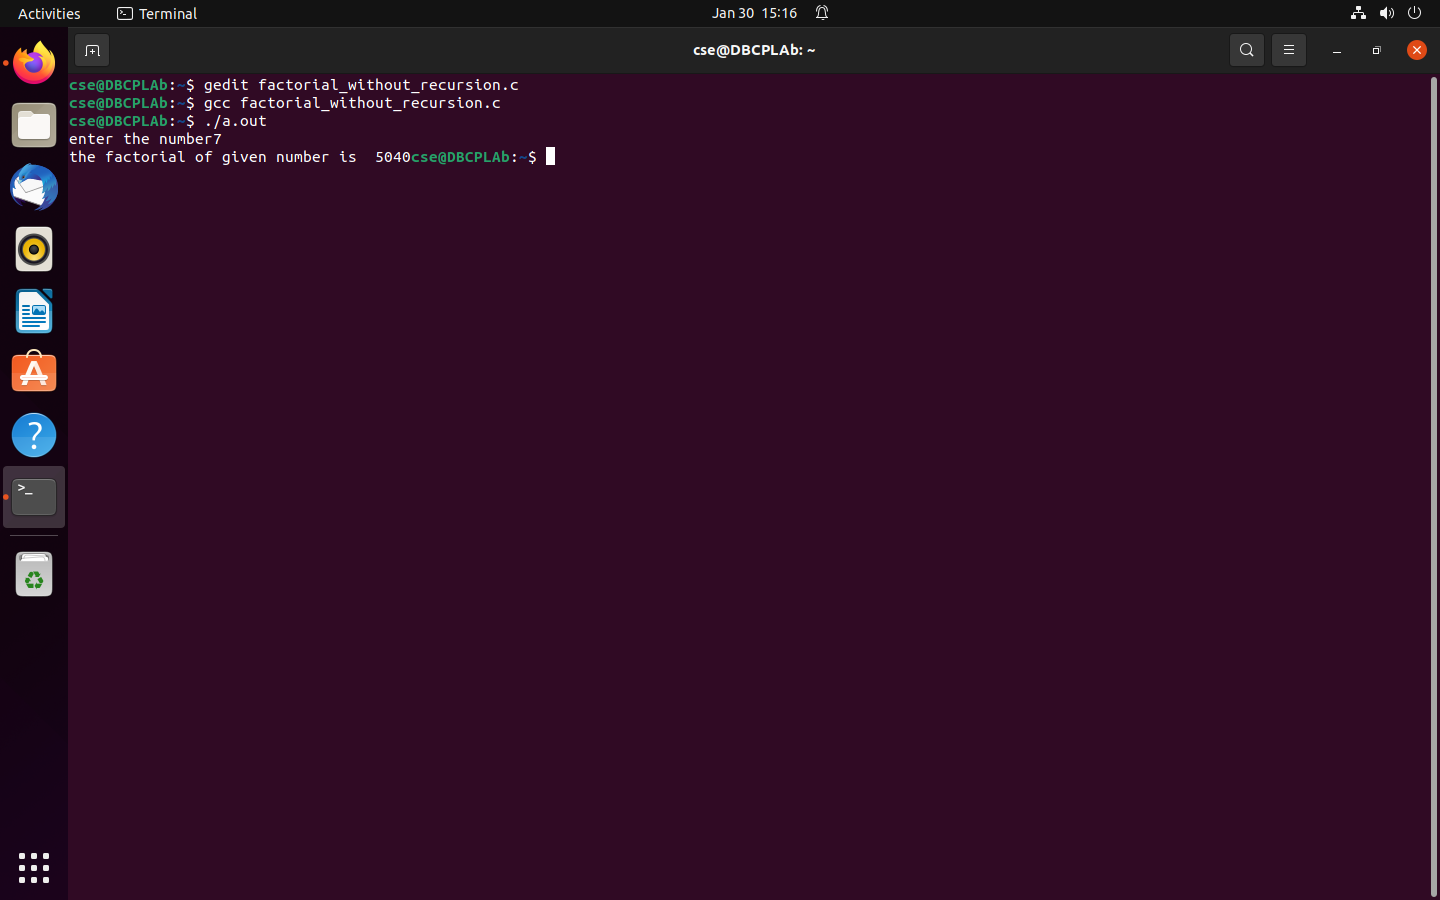 Activities Terminal Jan 30 15:16
cse@DBCPLAb: ~
cse@DBCPLAb:~$ gedit factorial_without_recursion.c
cse@DBCPLAb:~$ gcc factorial_without_recursion.c
cse@DBCPLAb:~$ ./a.out
enter the number7
the factorial of given number is  5040cse@DBCPLAb:~$